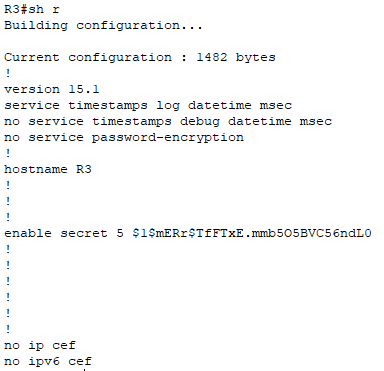 R3#sh r
Building configuration...
Current configuration : 1482 bytes
!
version 15.1
service timestamps log datetime msec
no service timestamps debug datetime msec
no service password-encryption
!
hostname R3
!
!
!
enable secret 5 $1$mERr$TfFTxE.mmb5O5BVC56ndL0
!
!
!
!
!
!
no ip cef
no ipv6 cef